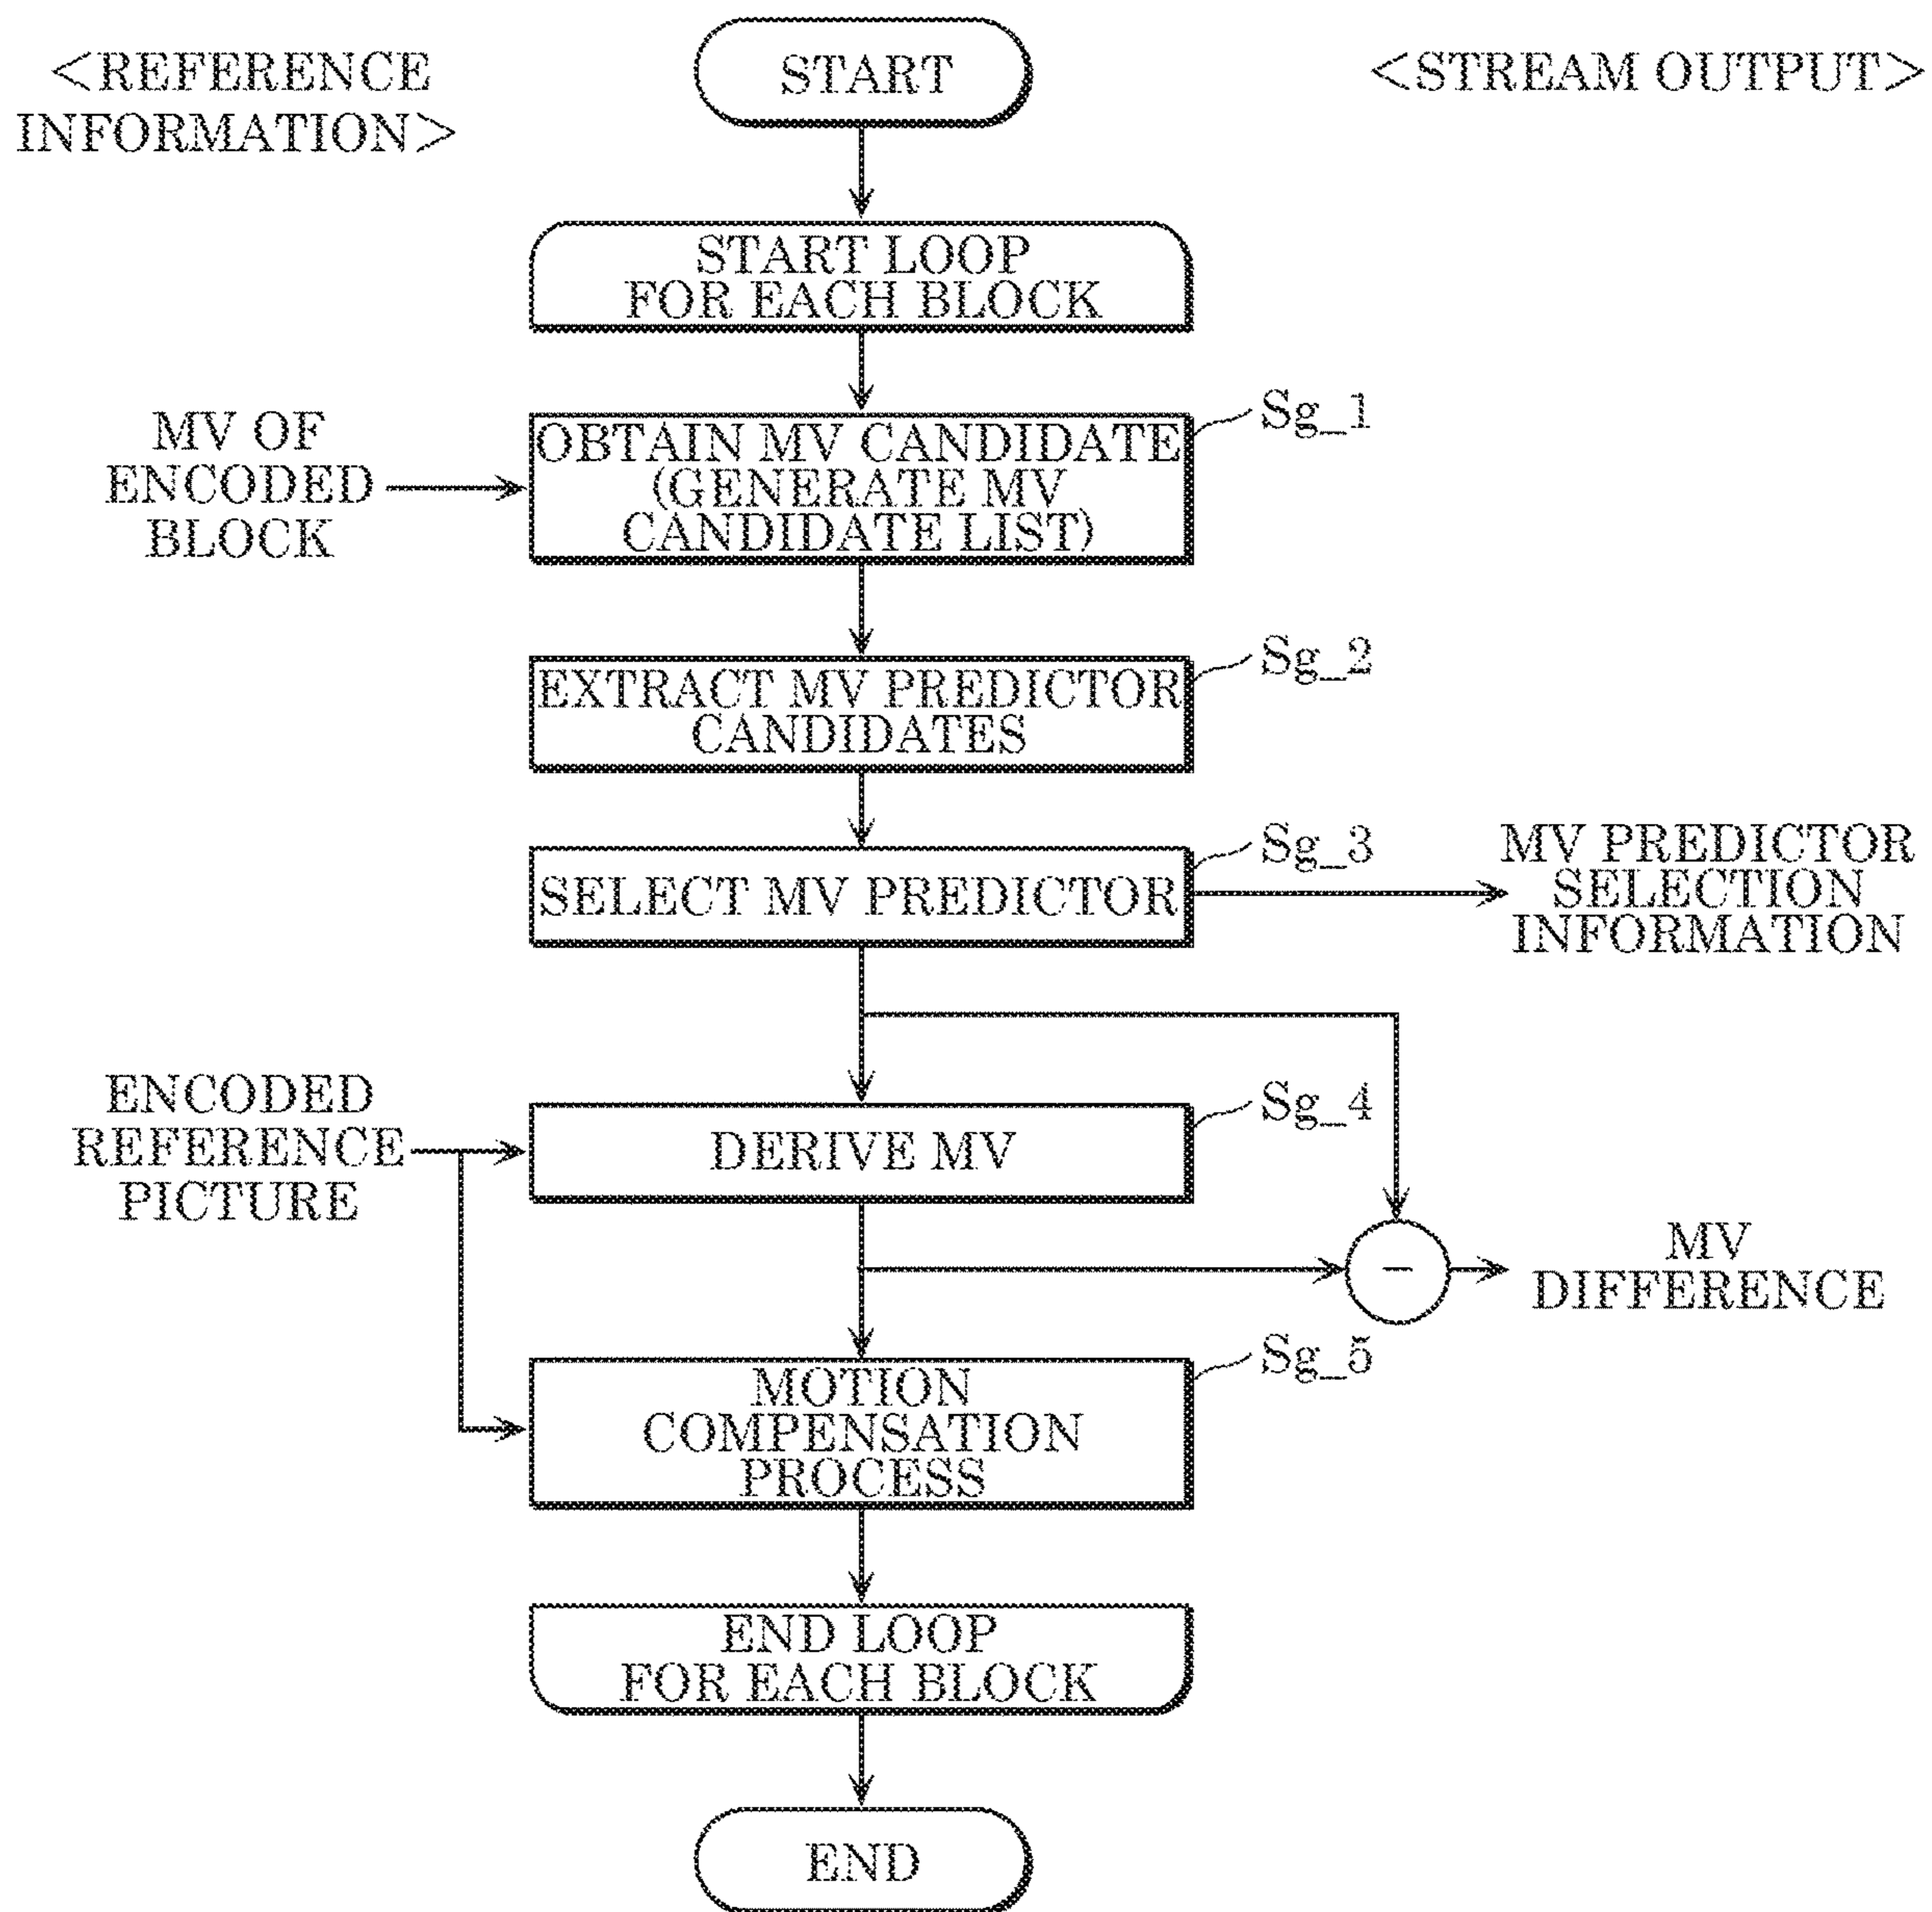 <REFERENCE
INFORMATION>
START
<STREAM OUTPUT>
START LOOP
FOR EACH BLOCK
MV OF
ENCODED
BLOCK
OBTAIN MV CANDIDATE
(GENERATE MV
CANDIDATE LIST)
Sg_1
EXTRACT MV PREDICTOR
CANDIDATES
Sg_2
SELECT MV PREDICTOR
Sg_3
MV PREDICTOR
SELECTION
INFORMATION
ENCODED
REFERENCE
PICTURE
DERIVE MV
Sg_4
−
MV
DIFFERENCE
MOTION
COMPENSATION
PROCESS
Sg_5
END LOOP
FOR EACH BLOCK
END